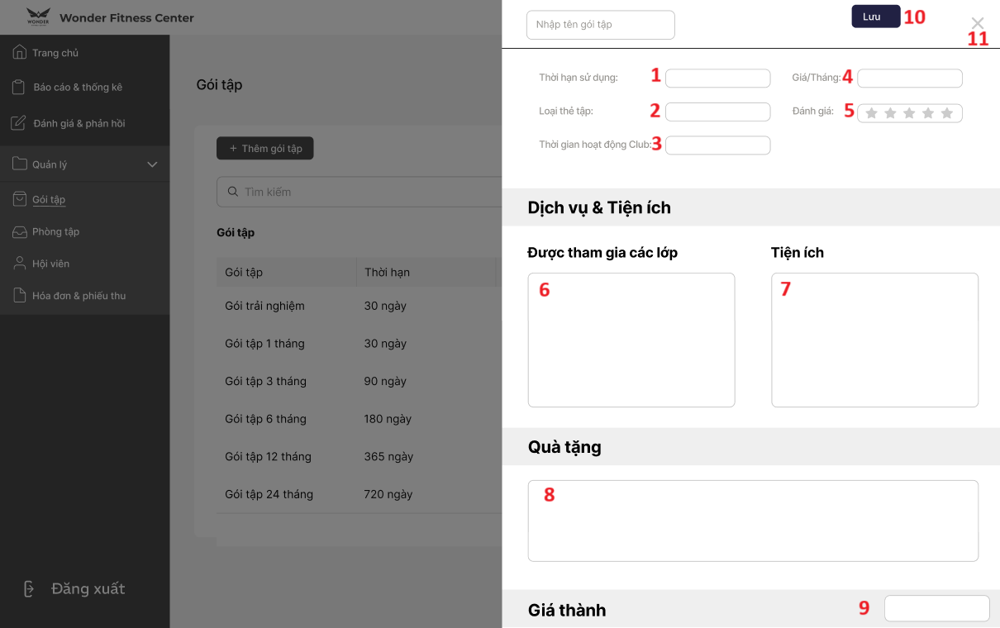 WONDER
Wonder Fitness Center
Trang chủ
Báo cáo & thống kê
Đánh giá & phản hồi
Quản lý
Gói tập
Phòng tập
Hội viên
Hóa đơn & phiếu thu
Đăng xuất
Gói tập
+ Thêm gói tập
Tìm kiếm
Gói tập
Gói tập Thời hạn
Gói trải nghiệm 30 ngày
Gói tập 1 tháng 30 ngày
Gói tập 3 tháng 90 ngày
Gói tập 6 tháng 180 ngày
Gói tập 12 tháng 365 ngày
Gói tập 24 tháng 720 ngày
Nhập tên gói tập
Lưu 10
11
Thời hạn sử dụng: 1 Giá/Tháng: 4
Loại thẻ tập: 2 Đánh giá: 5
Thời gian hoạt động Club: 3
Dịch vụ & Tiện ích
Được tham gia các lớp Tiện ích
6 7
Quà tặng
8
Giá thành 9